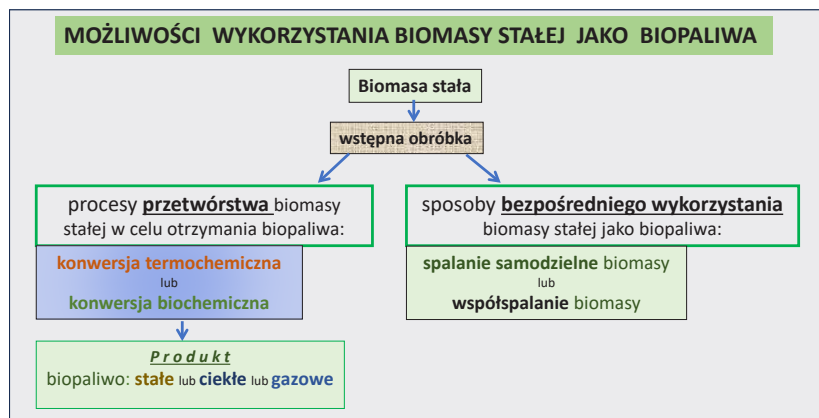 MOŻLIWOŚCI WYKORZYSTANIA BIOMASY STAŁEJ JAKO BIOPALIWA
Biomasa stała
wstępna obróbka
procesy przetwórstwa biomasy
stałej w celu otrzymania biopaliwa:
konwersja termochemiczna
lub
konwersja biochemiczna
Produkt
biopaliwo: stałe lub ciekłe lub gazowe
sposoby bezpośredniego wykorzystania
biomasy stałej jako biopaliwa:
spalanie samodzielne biomasy
lub
współspalanie biomasy